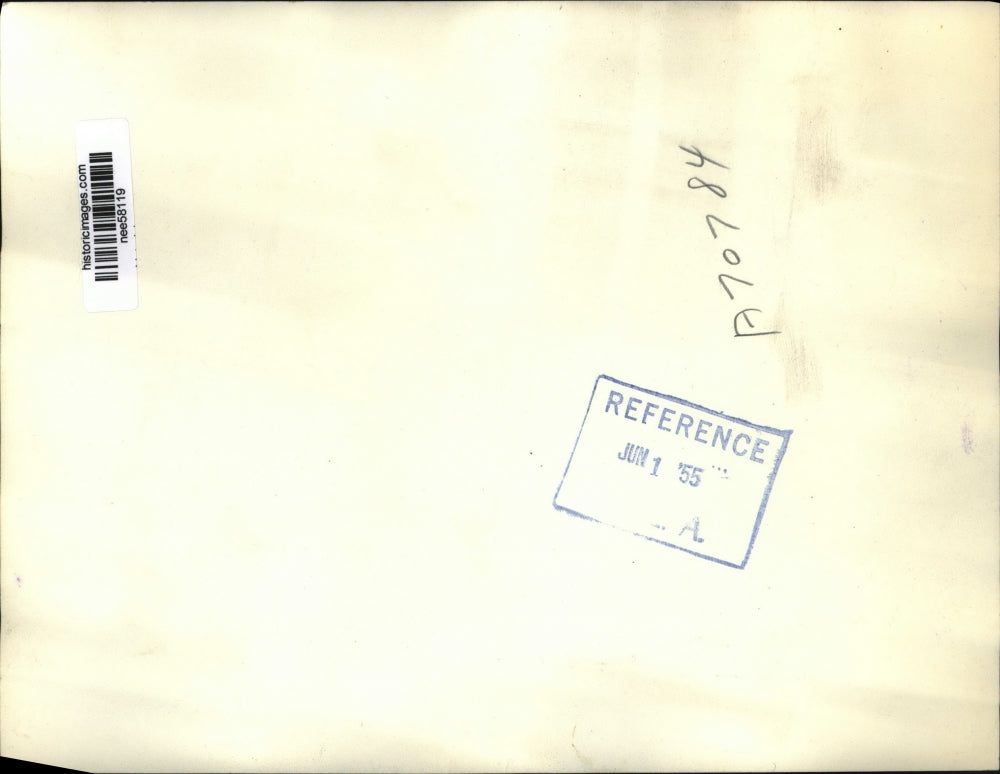 historicimages.com
nee58119
A70784
REFERENCE
JUN 1 '55
A.